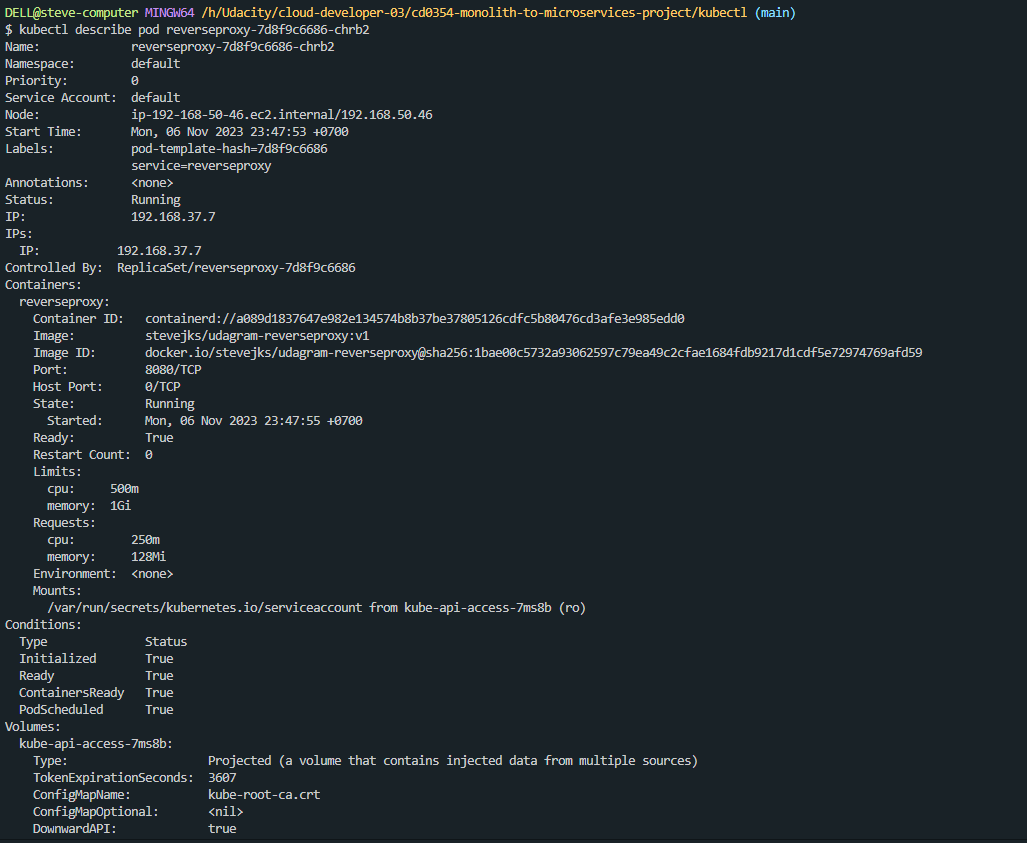 DELL@steve-computer MINGW64 /h/Udacity/cloud-developer-03/cd0354-monolith-to-microservices-project/kubectl (main)
$ kubectl describe pod reverseproxy-7d8f9c6686-chrb2
Name:             reverseproxy-7d8f9c6686-chrb2
Namespace:        default
Priority:         0
Service Account:  default
Node:             ip-192-168-50-46.ec2.internal/192.168.50.46
Start Time:       Mon, 06 Nov 2023 23:47:53 +0700
Labels:           pod-template-hash=7d8f9c6686
                  service=reverseproxy
Annotations:      <none>
Status:           Running
IP:               192.168.37.7
IPs:
  IP:           192.168.37.7
Controlled By:  ReplicaSet/reverseproxy-7d8f9c6686
Containers:
  reverseproxy:
    Container ID:   containerd://a089d1837647e982e134574b8b37be37805126cdfc5b80476cd3afe3e985edd0
    Image:          stevejks/udagram-reverseproxy:v1
    Image ID:       docker.io/stevejks/udagram-reverseproxy@sha256:1bae00c5732a93062597c79ea49c2cfae1684fdb9217d1cdf5e72974769afd59
    Port:           8080/TCP
    Host Port:      0/TCP
    State:          Running
      Started:      Mon, 06 Nov 2023 23:47:55 +0700
    Ready:          True
    Restart Count:  0
    Limits:
      cpu:     500m
      memory:  1Gi
    Requests:
      cpu:        250m
      memory:     128Mi
    Environment:  <none>
    Mounts:
      /var/run/secrets/kubernetes.io/serviceaccount from kube-api-access-7ms8b (ro)
Conditions:
  Type              Status
  Initialized       True
  Ready             True
  ContainersReady   True
  PodScheduled      True
Volumes:
  kube-api-access-7ms8b:
    Type:                    Projected (a volume that contains injected data from multiple sources)
    TokenExpirationSeconds:  3607
    ConfigMapName:           kube-root-ca.crt
    ConfigMapOptional:       <nil>
    DownwardAPI:             true